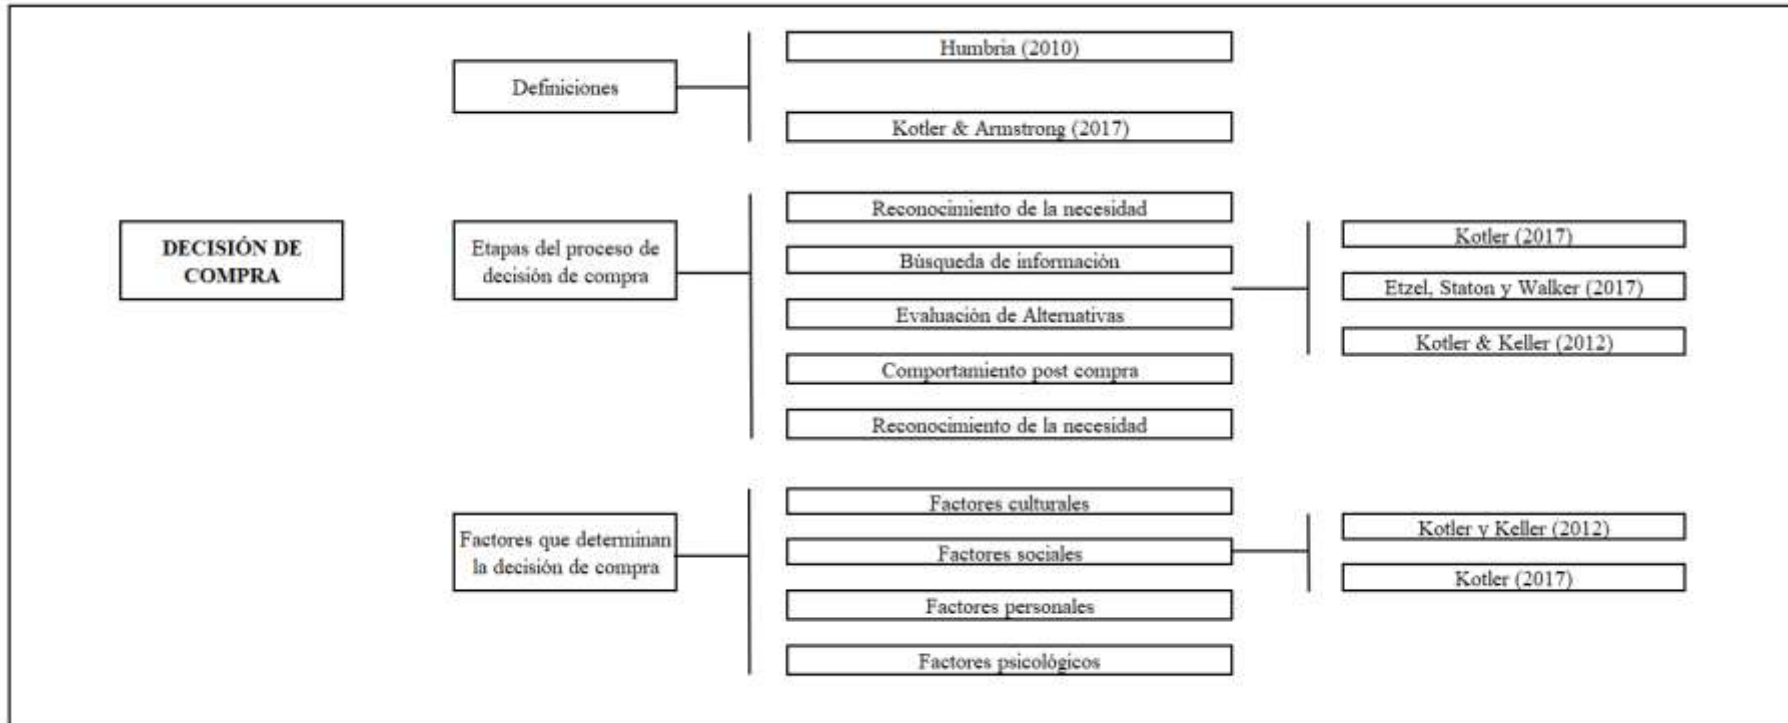 DECISIÓN DE
COMPRA
Definiciones
Humbria (2010)
Kotler & Armstrong (2017)
Etapas del proceso de
decisión de compra
Reconocimiento de la necesidad
Búsqueda de información
Evaluación de Alternativas
Comportamiento post compra
Reconocimiento de la necesidad
Kotler (2017)
Etzel, Staton y Walker (2017)
Kotler & Keller (2012)
Factores que determinan
la decisión de compra
Factores culturales
Factores sociales
Factores personales
Factores psicológicos
Kotler y Keller (2012)
Kotler (2017)